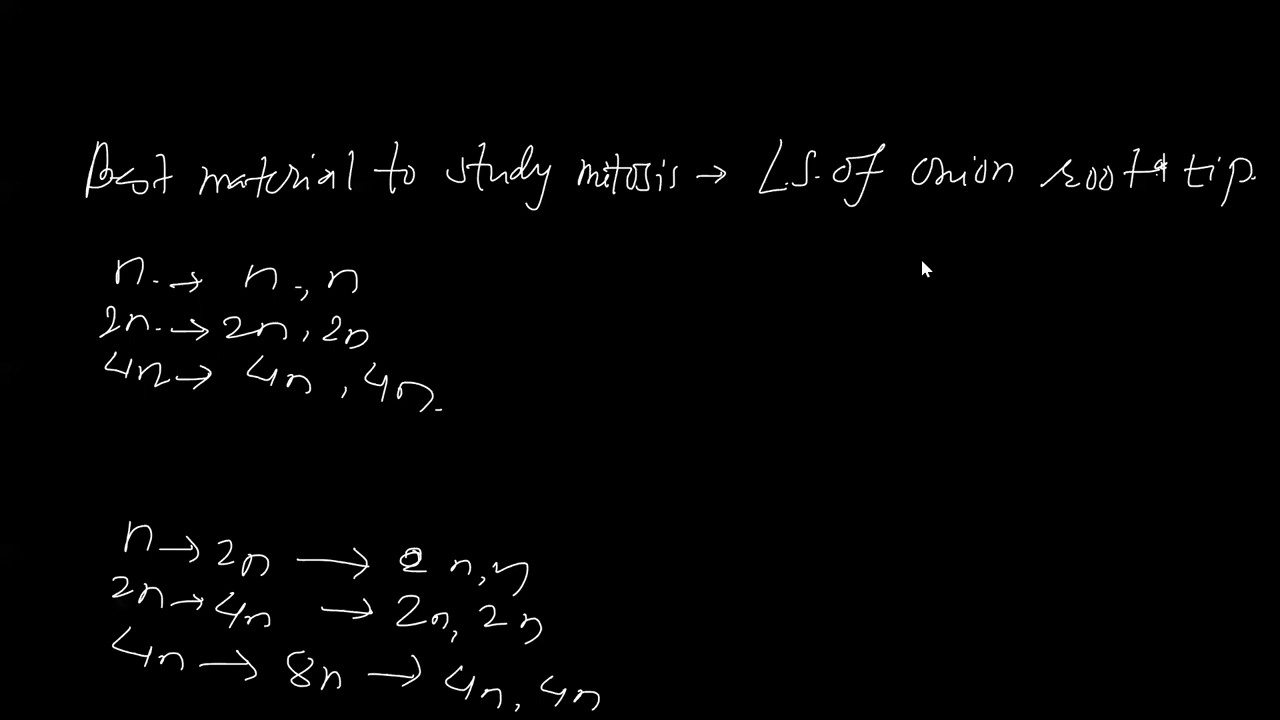 Best material to study mitosis → L.S. of onion root tip.
n. → n, n
2n. → 2n, 2n
4n → 4n, 4n.
n → 2n → n, n
2n → 4n → 2n, 2n
4n → 8n → 4n, 4n